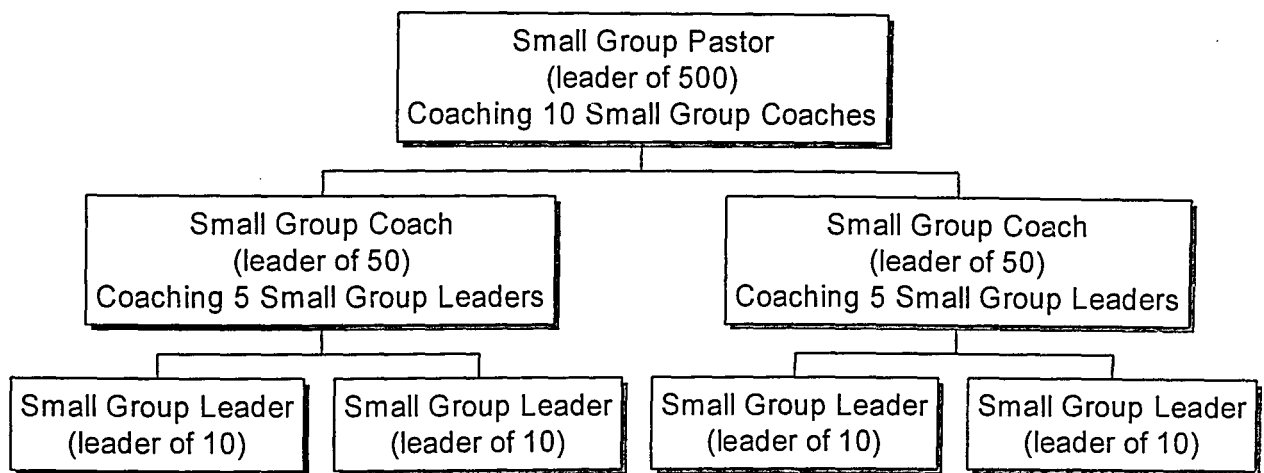 Small Group Pastor
(leader of 500)
Coaching 10 Small Group Coaches
Small Group Coach
(leader of 50)
Coaching 5 Small Group Leaders
Small Group Coach
(leader of 50)
Coaching 5 Small Group Leaders
Small Group Leader
(leader of 10)
Small Group Leader
(leader of 10)
Small Group Leader
(leader of 10)
Small Group Leader
(leader of 10)